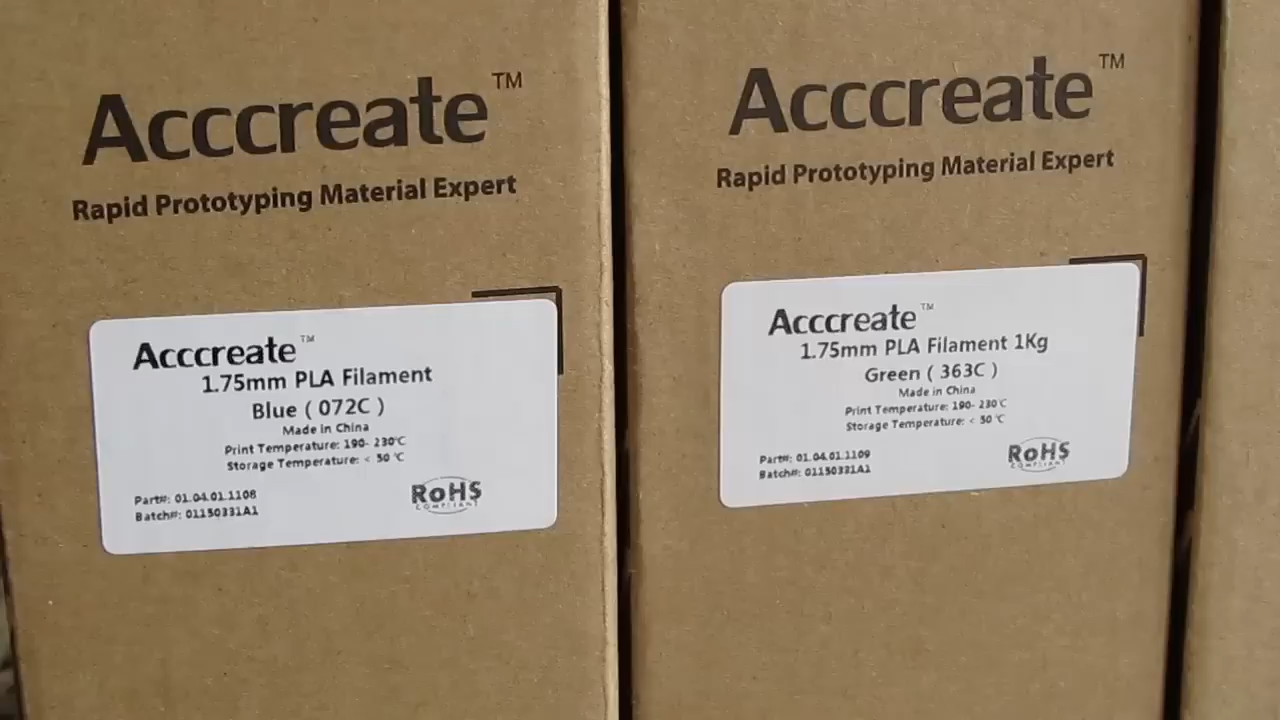 Acccreate™
Rapid Prototyping Material Expert
Acccreate™
1.75mm PLA Filament
Blue ( 072C )
Made in China
Print Temperature: 190- 230℃
Storage Temperature: < 50 ℃
Part#: 01.04.01.1108
Batch#: 01150331A1
RoHS
COMPLIANT
Acccreate™
Rapid Prototyping Material Expert
Acccreate™
1.75mm PLA Filament 1Kg
Green ( 363C )
Made in China
Print Temperature: 190- 230℃
Storage Temperature: < 50 ℃
Part#: 01.04.01.1109
Batch#: 01150331A1
RoHS
COMPLIANT